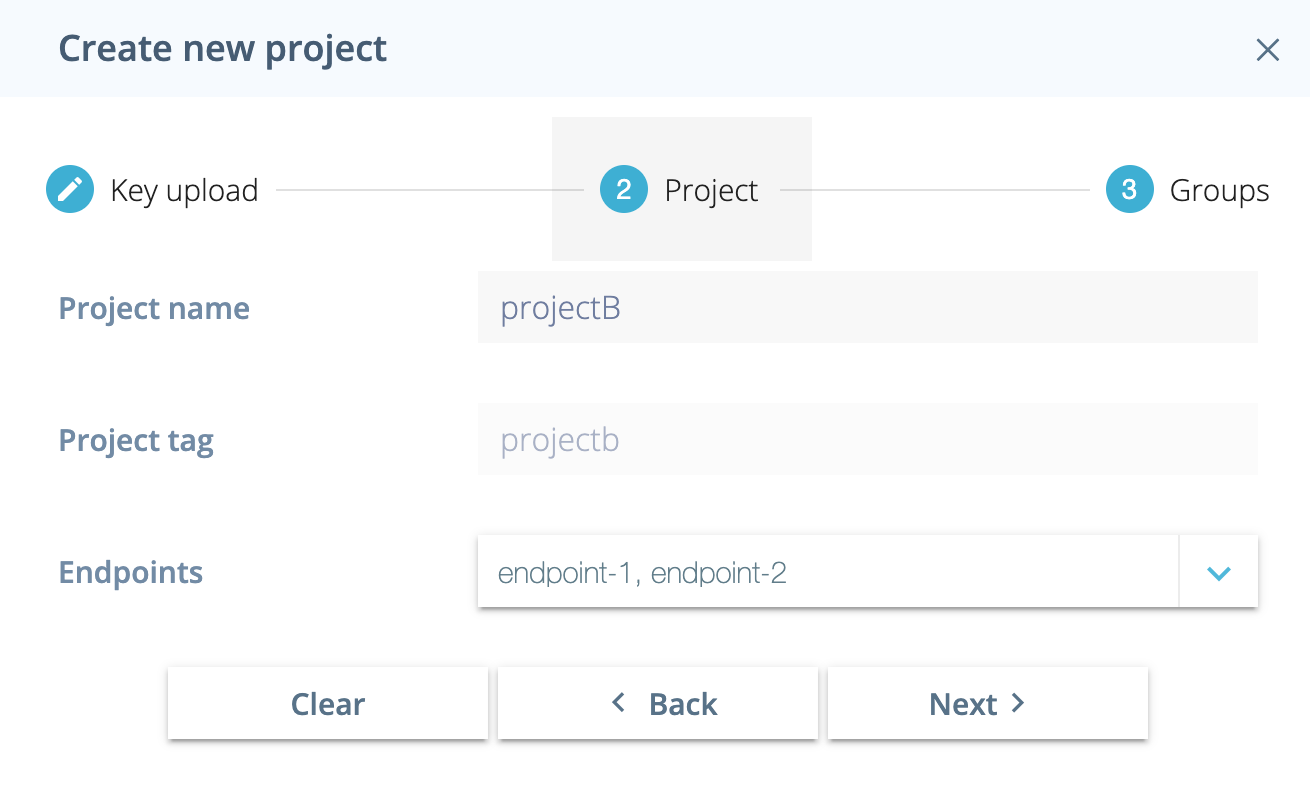 Create new project
Key upload 2 Project 3 Groups
Project name projectB
Project tag projectb
Endpoints endpoint-1, endpoint-2
Clear Back Next